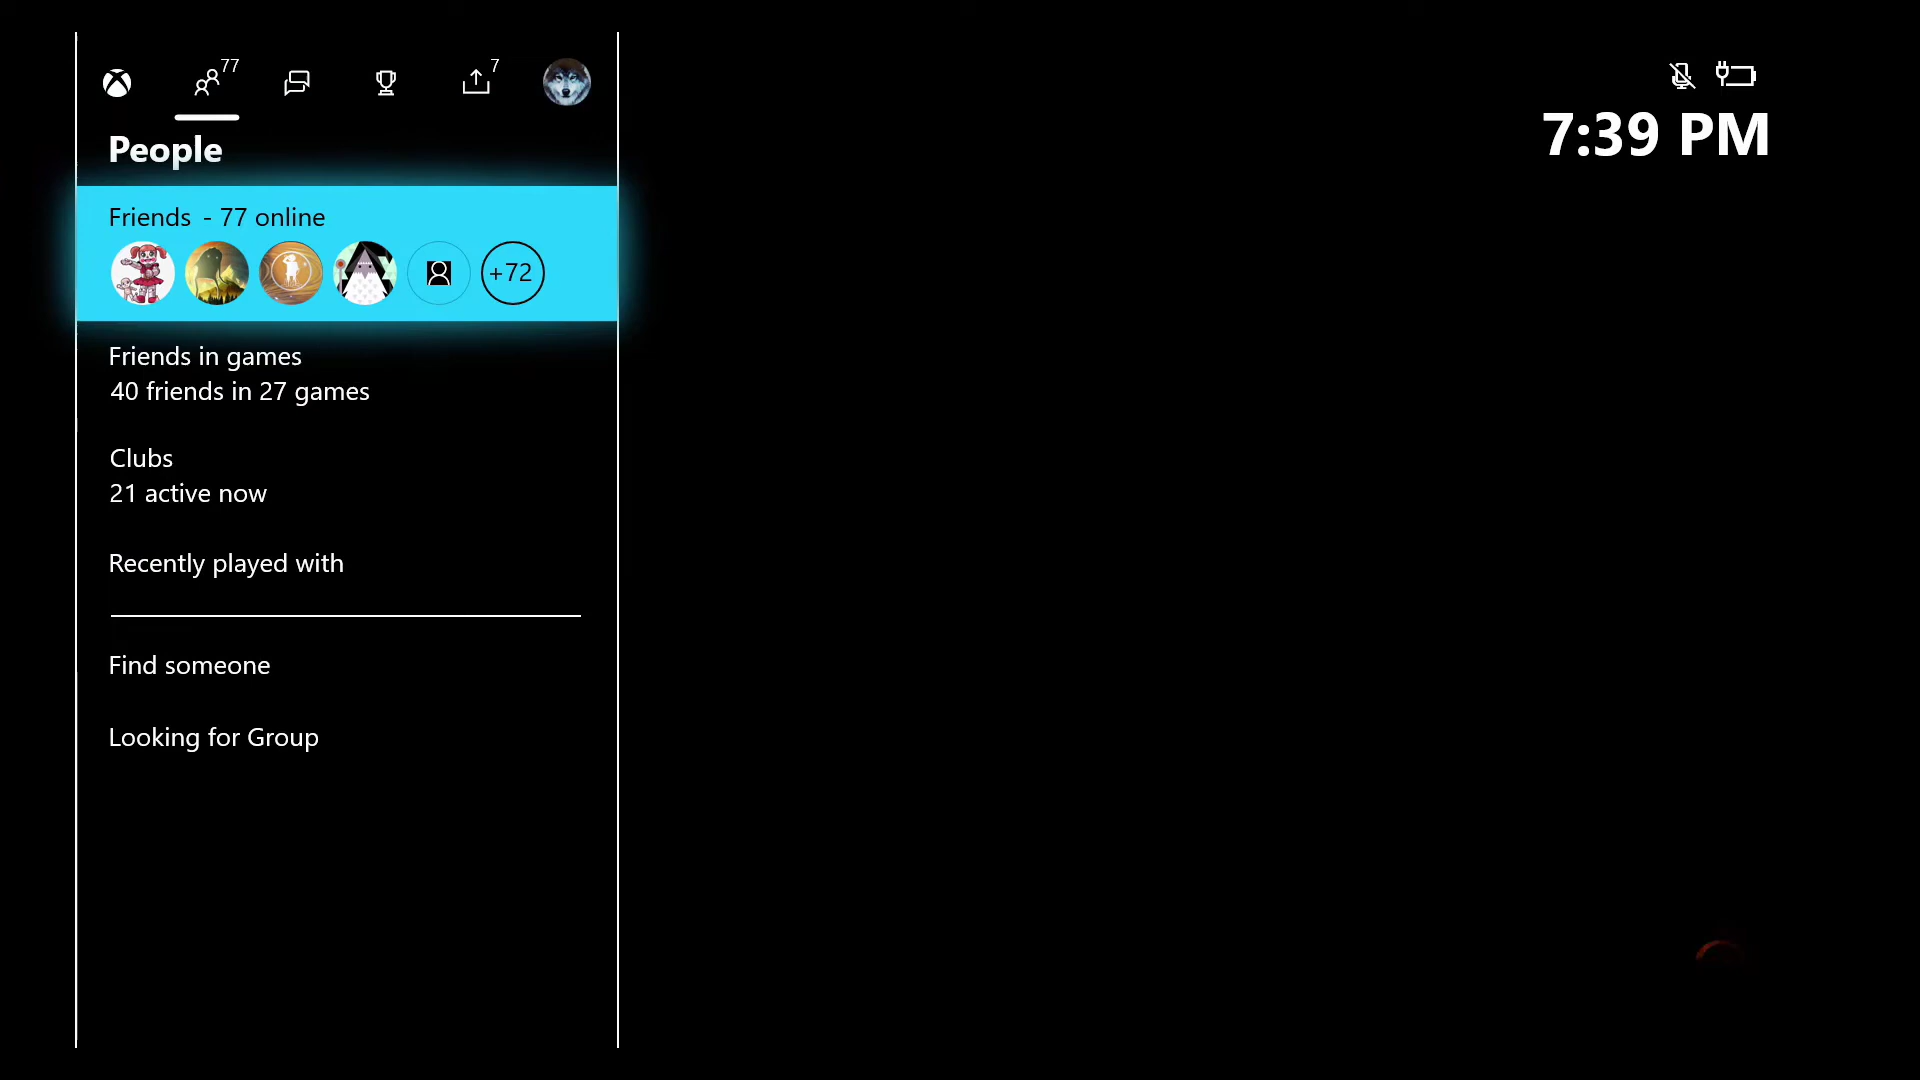 77
7
7:39 PM
People
Friends - 77 online
+72
Friends in games
40 friends in 27 games
Clubs
21 active now
Recently played with
Find someone
Looking for Group